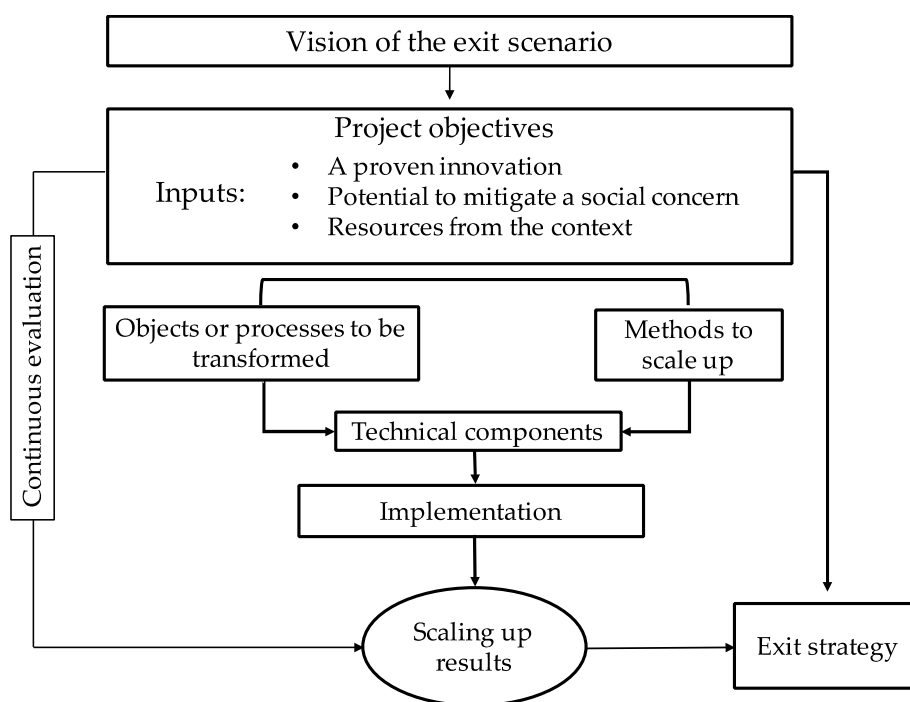 Vision of the exit scenario
Project objectives
Inputs:
• A proven innovation
• Potential to mitigate a social concern
• Resources from the context
Continuous evaluation
Objects or processes to be
transformed
Methods to
scale up
Technical components
Implementation
Scaling up
results
Exit strategy